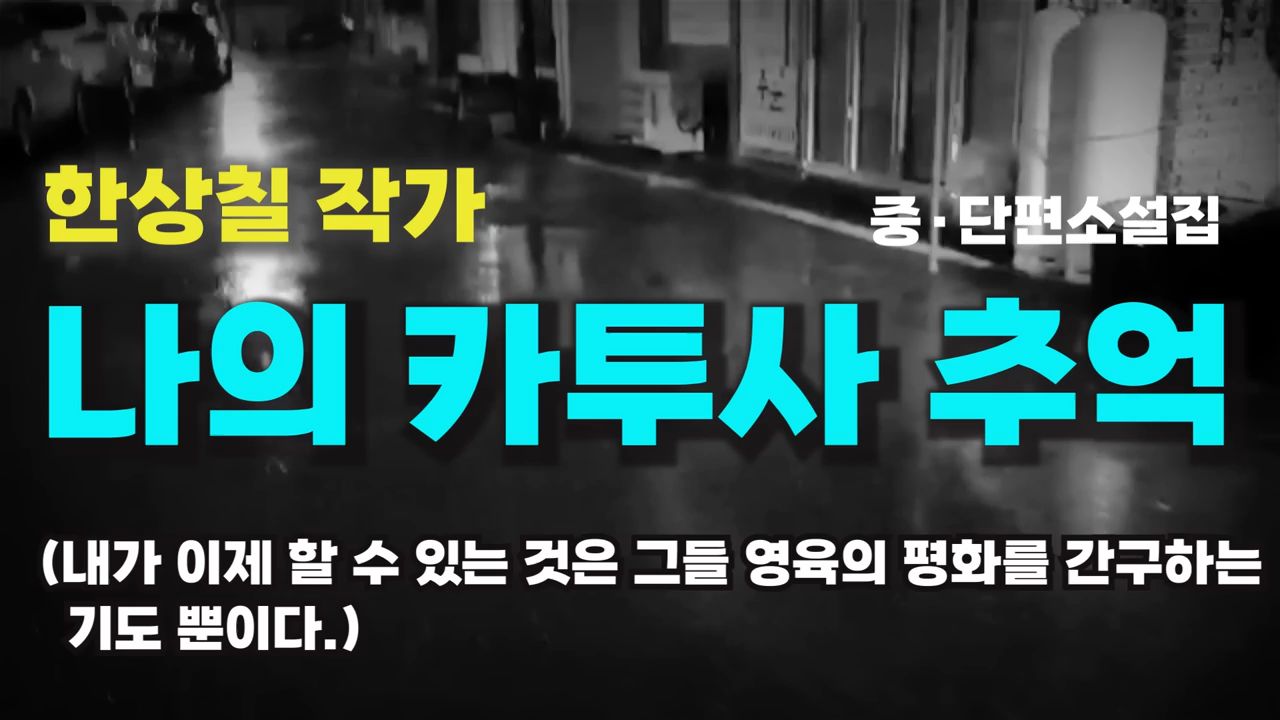 한상칠 작가
중·단편소설집
나의 카투사 추억
(내가 이제 할 수 있는 것은 그들 영육의 평화를 간구하는
기도 뿐이다.)